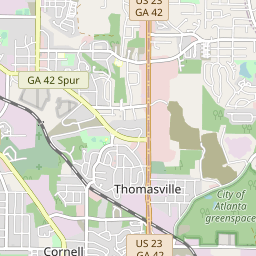 US 23
GA 42
GA 42 Spur
Thomasville
City of
Atlanta
greenspace
Cornell
US 23
GA 42